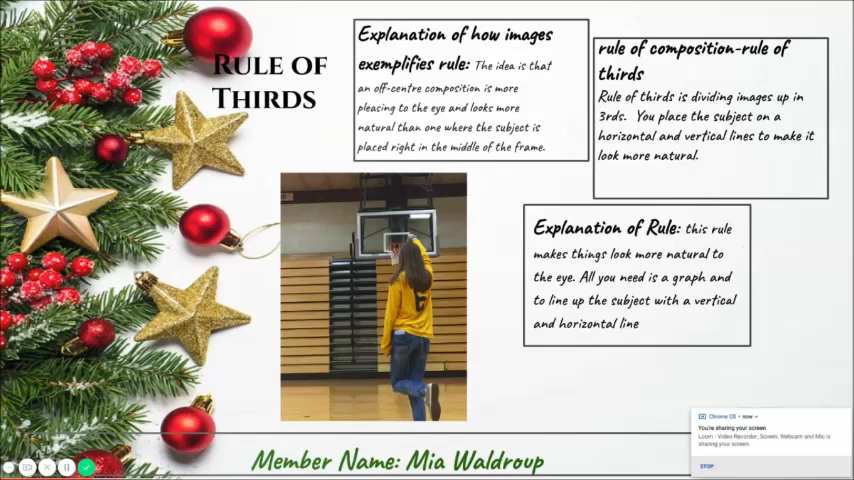 RULE OF
THIRDS
Explanation of how images
exemplifies rule: The idea is that
an off-centre composition is more
pleasing to the eye and looks more
natural than one where the subject is
placed right in the middle of the frame.
rule of composition-rule of
thirds
Rule of thirds is dividing images up in
3rds. You place the subject on a
horizontal and vertical lines to make it
look more natural.
Explanation of Rule: this rule
makes things look more natural to
the eye. All you need is a graph and
to line up the subject with a vertical
and horizontal line
6
Member Name: Mia Waldroup
Chrome OS • now
You're sharing your screen
Loom - Video Recorder: Screen, Webcam and Mic is
sharing your screen.
STOP